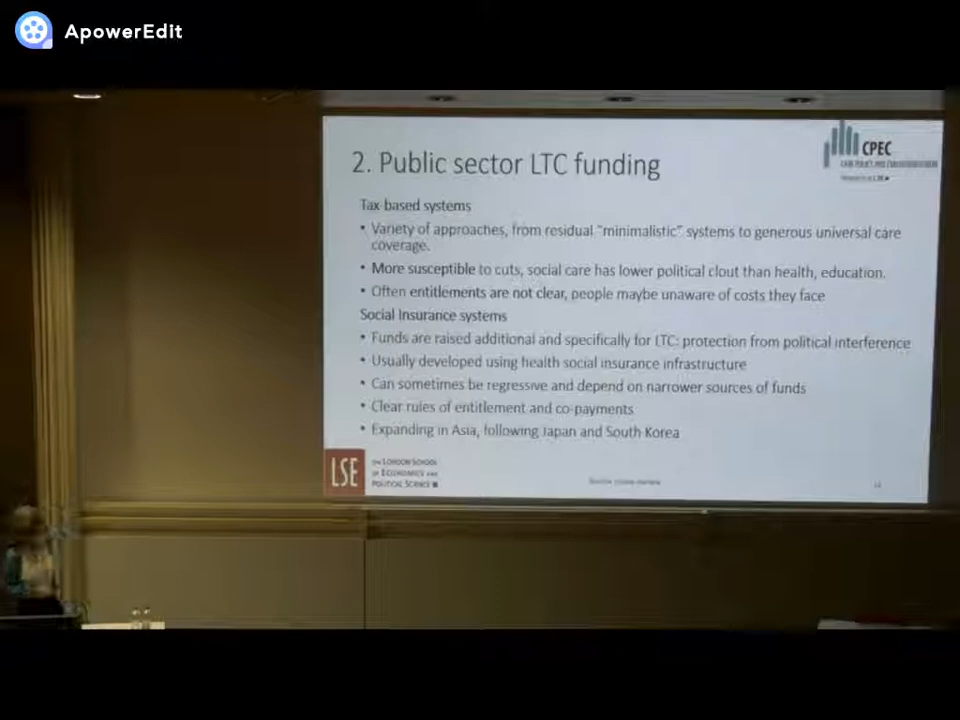 ApowerEdit
CPEC
2. Public sector LTC funding
Tax-based systems
• Variety of approaches, from residual "minimalistic" systems to generous universal care
coverage.
• More susceptible to cuts, social care has lower political clout than health, education.
• Often entitlements are not clear, people maybe unaware of costs they face
Social Insurance systems
• Funds are raised additional and specifically for LTC: protection from political interference
• Usually developed using health social insurance infrastructure
• Can sometimes be regressive and depend on narrower sources of funds
• Clear rules of entitlement and co-payments
• Expanding in Asia, following Japan and South Korea
LSE
THE LONDON SCHOOL
OF ECONOMICS AND
POLITICAL SCIENCE